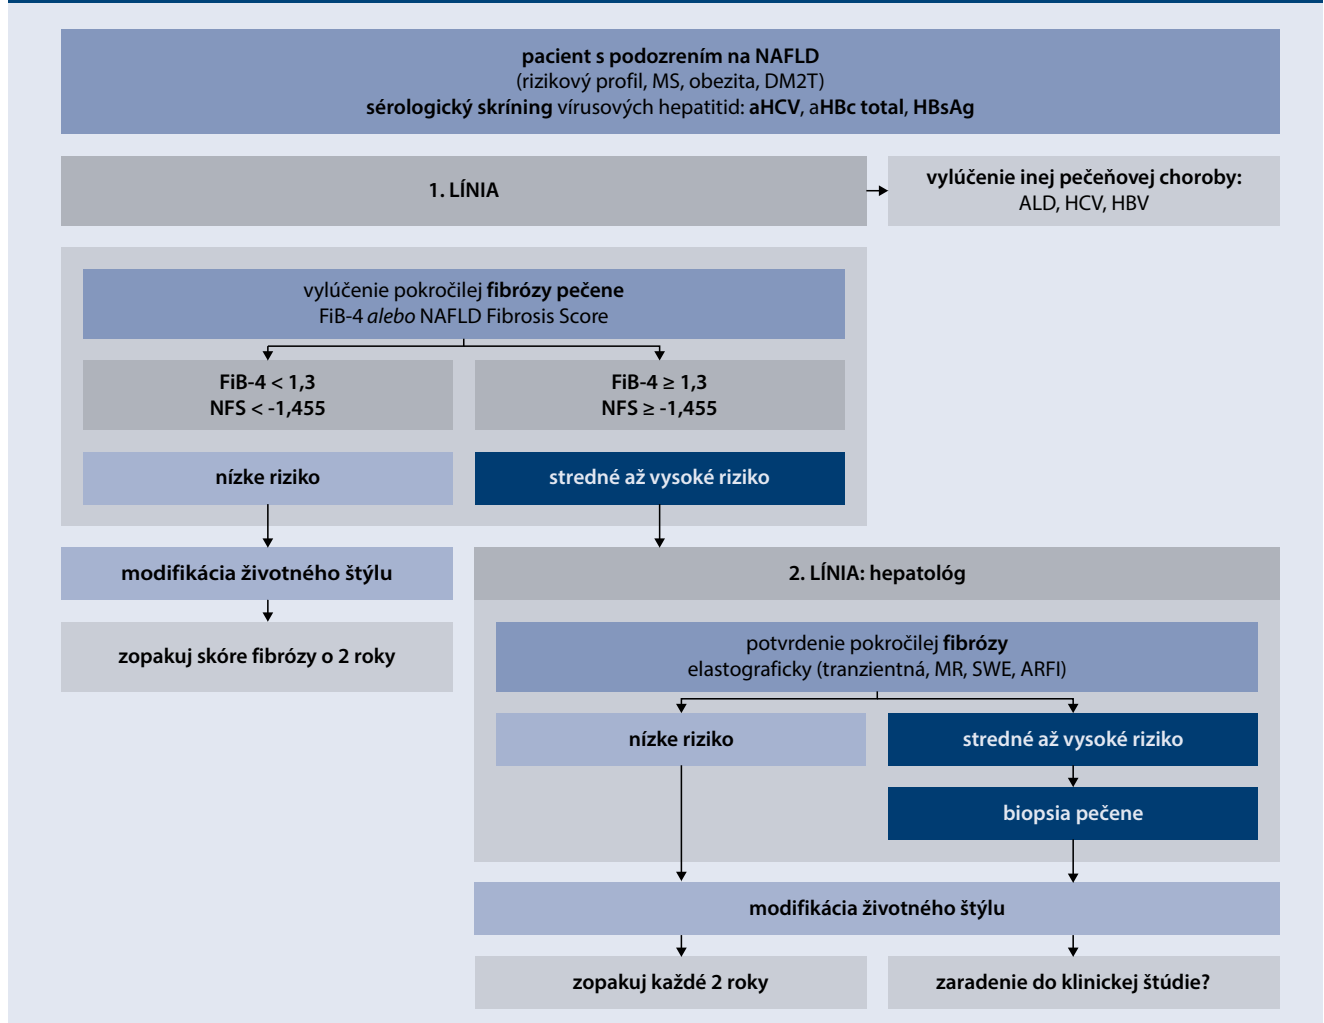 pacient s podozrením na NAFLD
(rizikový profil, MS, obezita, DM2T)
sérologický skríning vírusových hepatitid: aHCV, aHBc total, HBsAg
1. LÍNIA
vylúčenie inej pečeňovej choroby:
ALD, HCV, HBV
vylúčenie pokročilej fibrózy pečene
FiB-4 alebo NAFLD Fibrosis Score
FiB-4 < 1,3
NFS < -1,455
FiB-4 ≥ 1,3
NFS ≥ -1,455
nízke riziko
stredné až vysoké riziko
modifikácia životného štýlu
2. LÍNIA: hepatológ
zopakuj skóre fibrózy o 2 roky
potvrdenie pokročilej fibrózy
elastograficky (tranzientná, MR, SWE, ARFI)
nízke riziko
stredné až vysoké riziko
biopsia pečene
modifikácia životného štýlu
zopakuj každé 2 roky
zaradenie do klinickej štúdie?